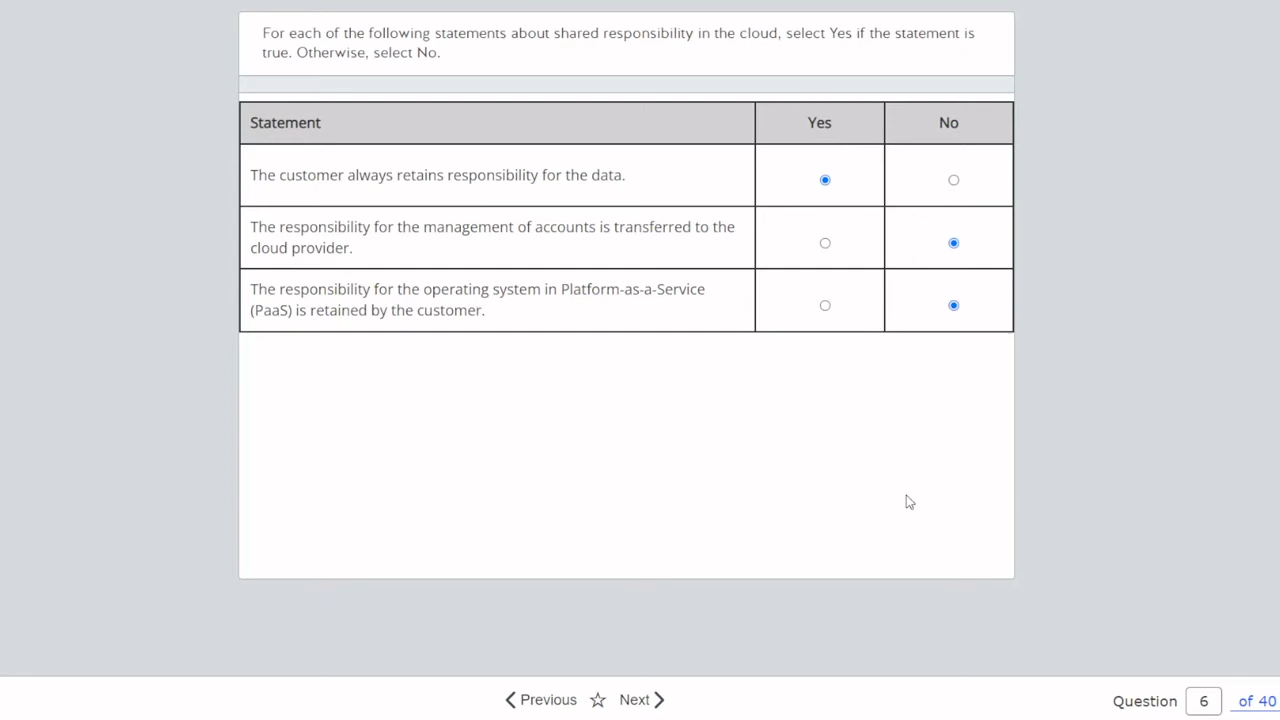 For each of the following statements about shared responsibility in the cloud, select Yes if the statement is
true. Otherwise, select No.
Statement Yes No
The customer always retains responsibility for the data.
The responsibility for the management of accounts is transferred to the
cloud provider.
The responsibility for the operating system in Platform-as-a-Service
(PaaS) is retained by the customer.
Previous Next Question 6 of 40